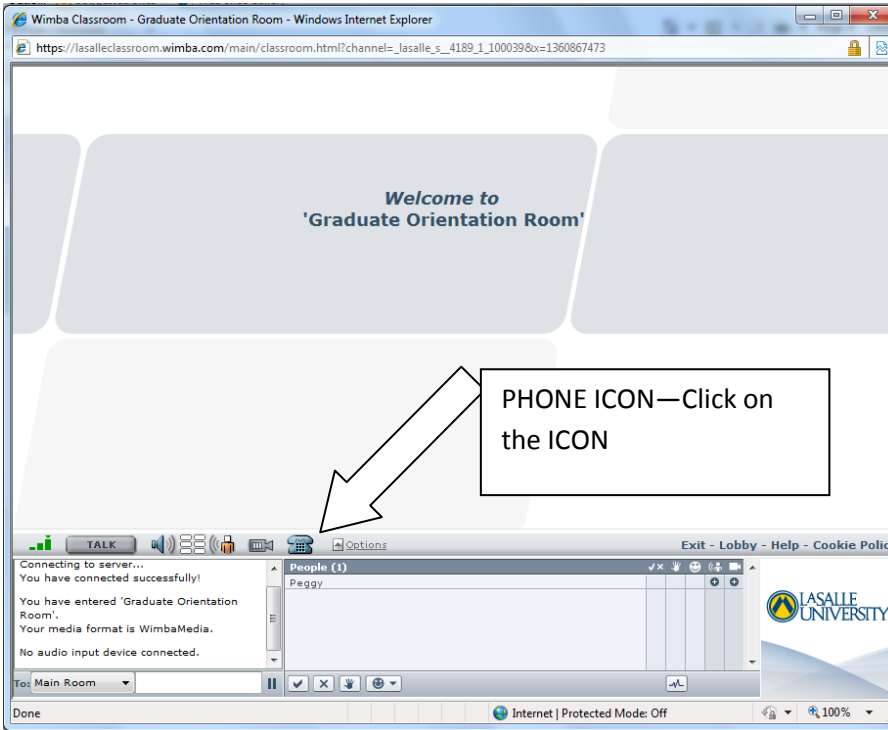 Wimba Classroom - Graduate Orientation Room - Windows Internet Explorer
https://lasalleclassroom.wimba.com/main/classroom.html?channel=_lasalle_s__4189_1_100039&x=1360867473
Welcome to
'Graduate Orientation Room'
PHONE ICON—Click on
the ICON
TALK
Options
Exit - Lobby - Help - Cookie Polic
Connecting to server...
You have connected successfully!
You have entered 'Graduate Orientation
Room'.
Your media format is WimbaMedia.
No audio input device connected.
People (1)
Peggy
LASALLE
UNIVERSITY
To: Main Room
Done
Internet | Protected Mode: Off
100%